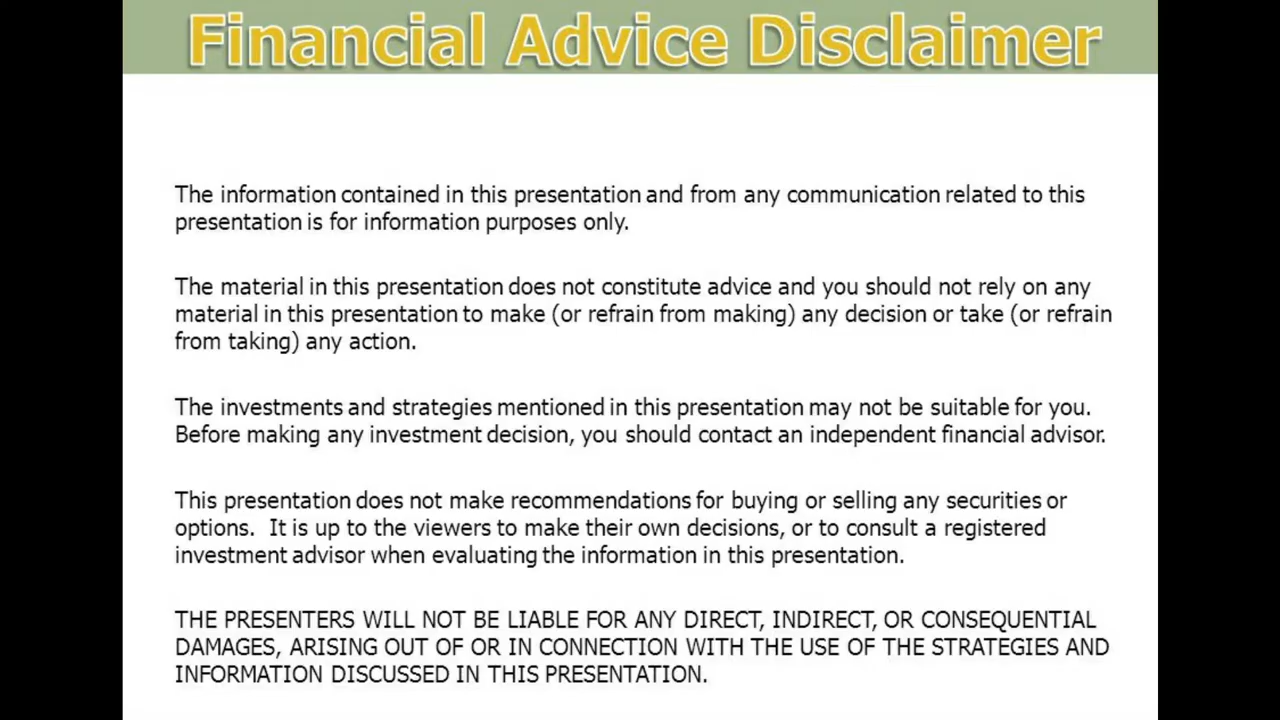 Financial Advice Disclaimer
The information contained in this presentation and from any communication related to this
presentation is for information purposes only.
The material in this presentation does not constitute advice and you should not rely on any
material in this presentation to make (or refrain from making) any decision or take (or refrain
from taking) any action.
The investments and strategies mentioned in this presentation may not be suitable for you.
Before making any investment decision, you should contact an independent financial advisor.
This presentation does not make recommendations for buying or selling any securities or
options.  It is up to the viewers to make their own decisions, or to consult a registered
investment advisor when evaluating the information in this presentation.
THE PRESENTERS WILL NOT BE LIABLE FOR ANY DIRECT, INDIRECT, OR CONSEQUENTIAL
DAMAGES, ARISING OUT OF OR IN CONNECTION WITH THE USE OF THE STRATEGIES AND
INFORMATION DISCUSSED IN THIS PRESENTATION.